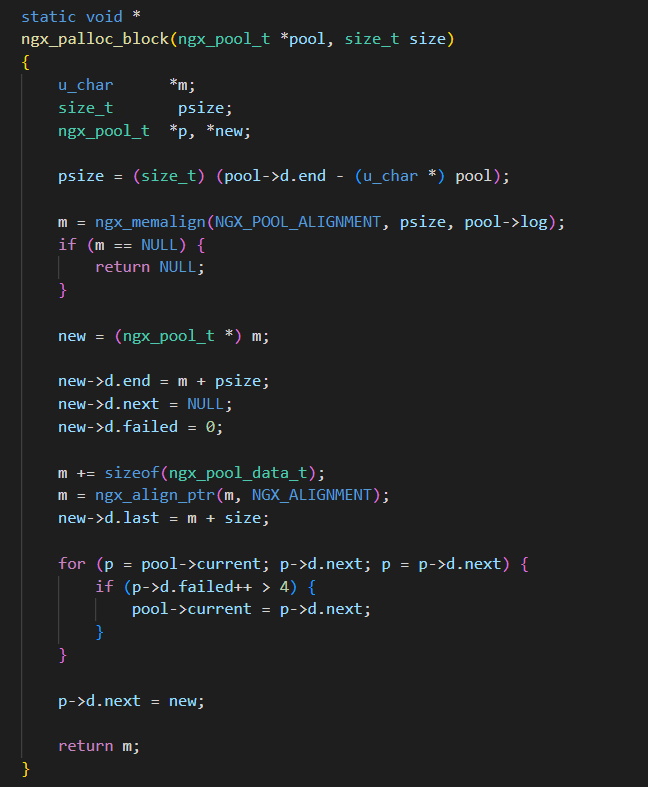 static void *
ngx_palloc_block(ngx_pool_t *pool, size_t size)
{
    u_char      *m;
    size_t       psize;
    ngx_pool_t  *p, *new;

    psize = (size_t) (pool->d.end - (u_char *) pool);

    m = ngx_memalign(NGX_POOL_ALIGNMENT, psize, pool->log);
    if (m == NULL) {
        return NULL;
    }

    new = (ngx_pool_t *) m;

    new->d.end = m + psize;
    new->d.next = NULL;
    new->d.failed = 0;

    m += sizeof(ngx_pool_data_t);
    m = ngx_align_ptr(m, NGX_ALIGNMENT);
    new->d.last = m + size;

    for (p = pool->current; p->d.next; p = p->d.next) {
        if (p->d.failed++ > 4) {
            pool->current = p->d.next;
        }
    }

    p->d.next = new;

    return m;
}